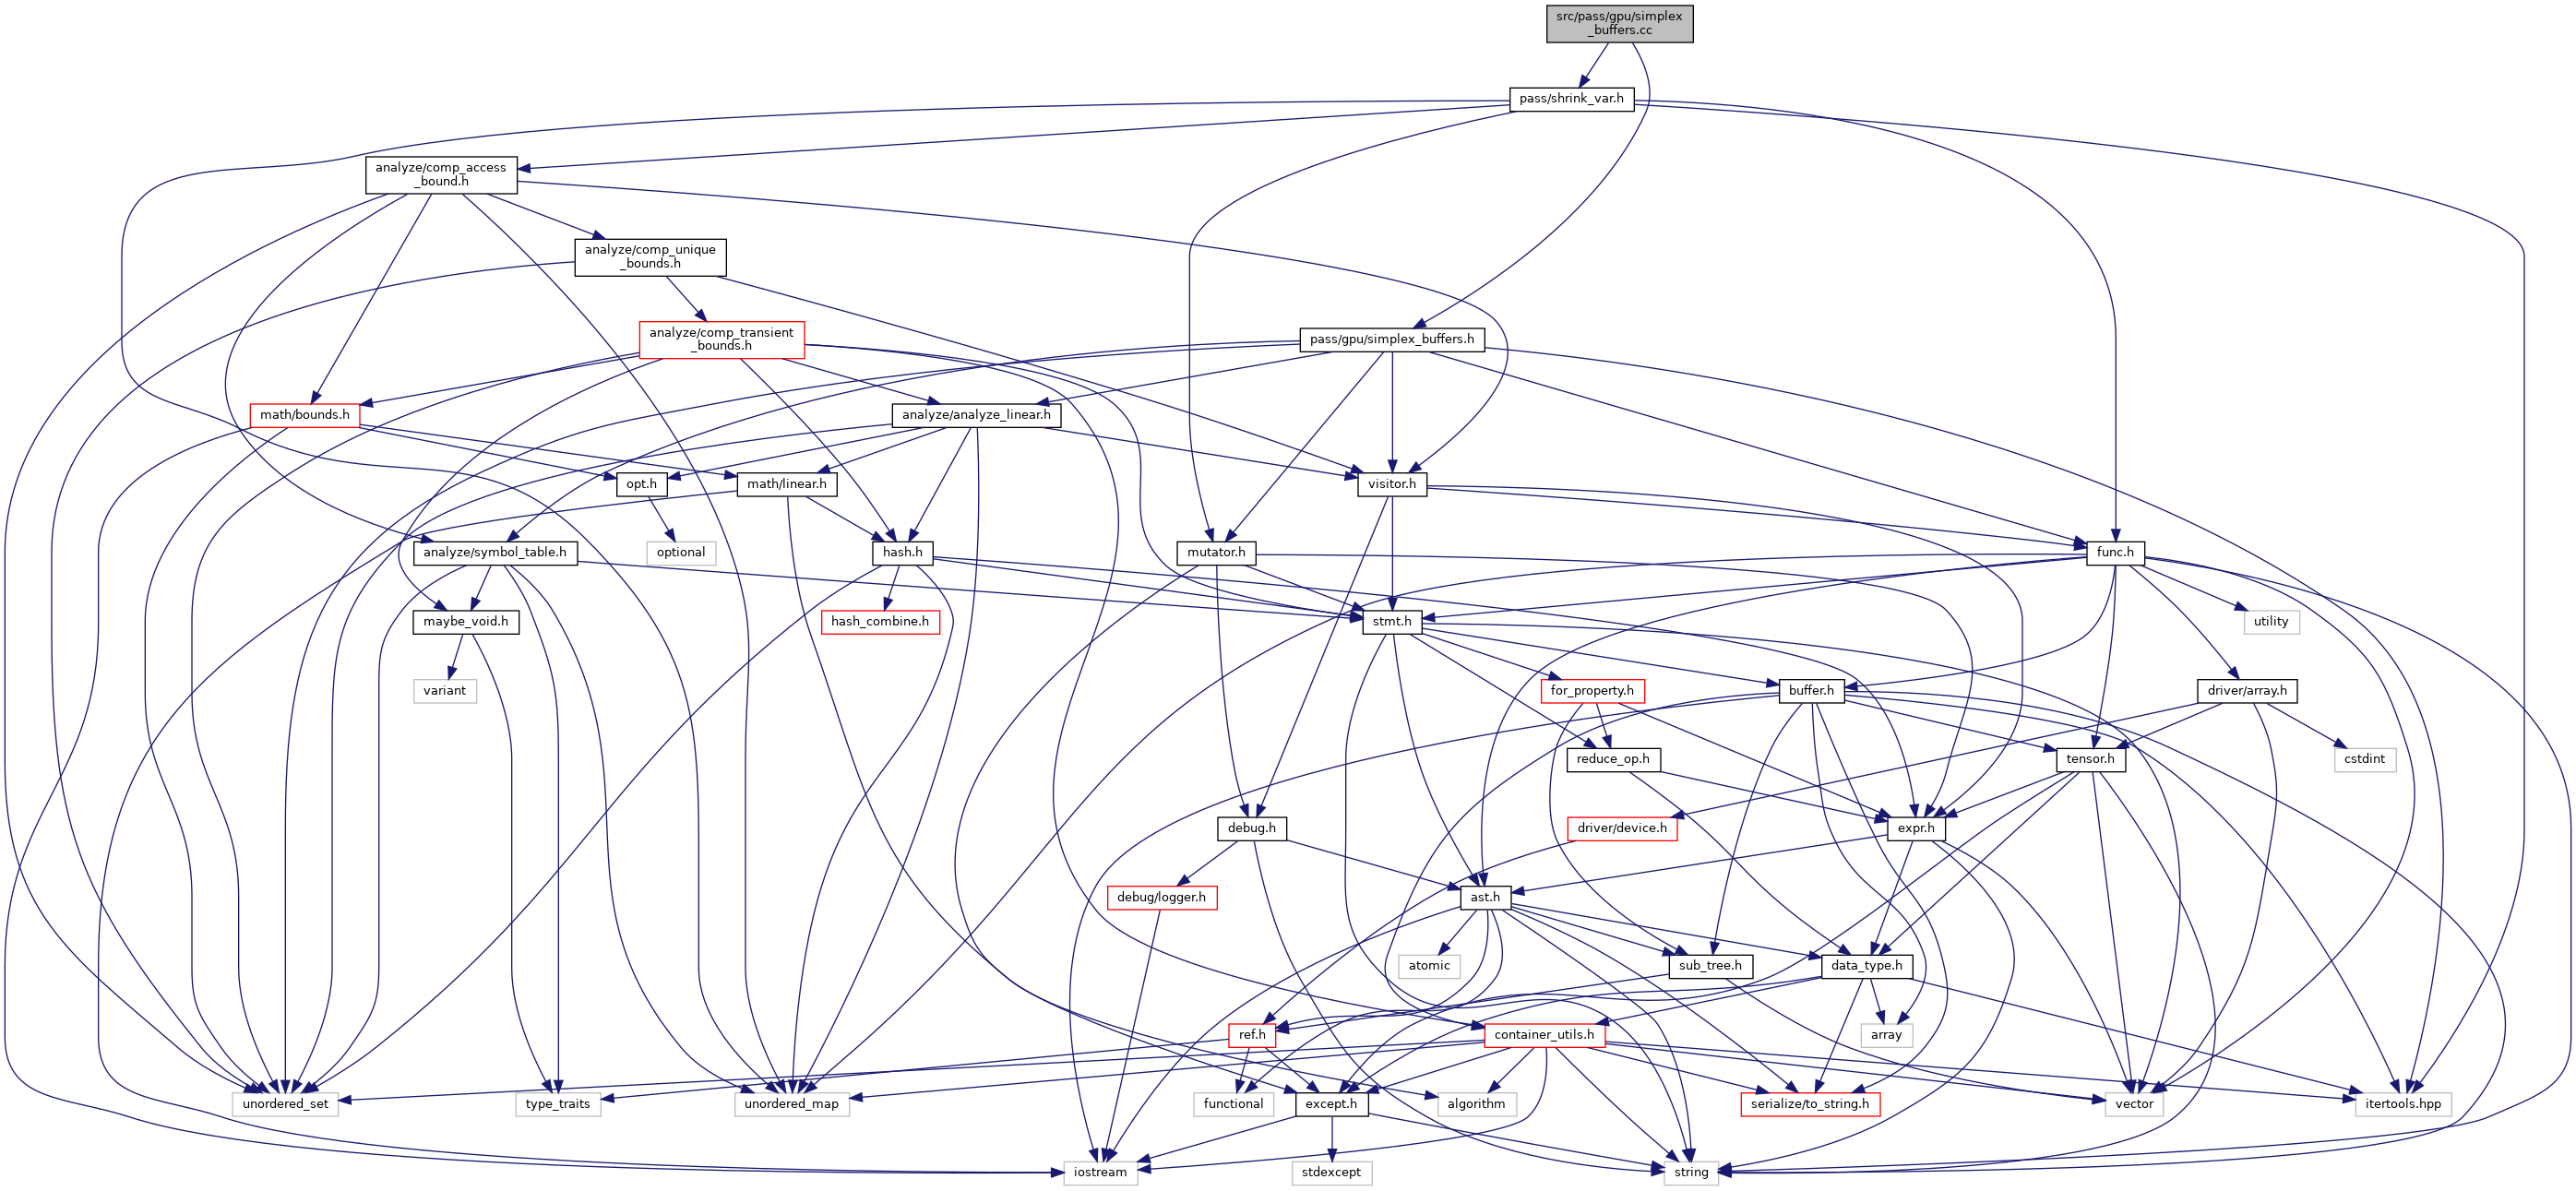 src/pass/gpu/simplex
_buffers.cc
pass/shrink_var.h
analyze/comp_access
_bound.h
analyze/comp_unique
_bounds.h
analyze/comp_transient
_bounds.h
pass/gpu/simplex_buffers.h
math/bounds.h
analyze/analyze_linear.h
opt.h
math/linear.h
visitor.h
analyze/symbol_table.h
optional
hash.h
mutator.h
func.h
maybe_void.h
hash_combine.h
stmt.h
utility
variant
for_property.h
buffer.h
driver/array.h
reduce_op.h
tensor.h
cstdint
debug.h
driver/device.h
expr.h
debug/logger.h
ast.h
atomic
sub_tree.h
data_type.h
ref.h
container_utils.h
array
unordered_set
type_traits
unordered_map
functional
except.h
algorithm
serialize/to_string.h
vector
itertools.hpp
iostream
stdexcept
string